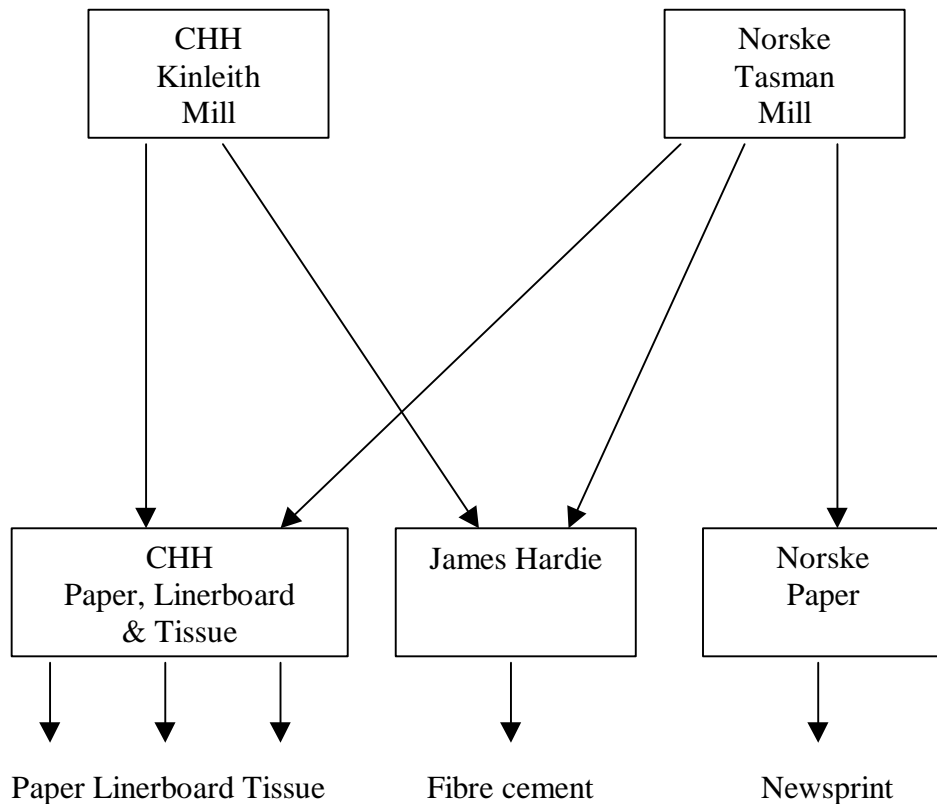 CHH
Kinleith
Mill
Norske
Tasman
Mill
CHH
Paper, Linerboard
& Tissue
James Hardie
Norske
Paper
Paper Linerboard Tissue
Fibre cement
Newsprint